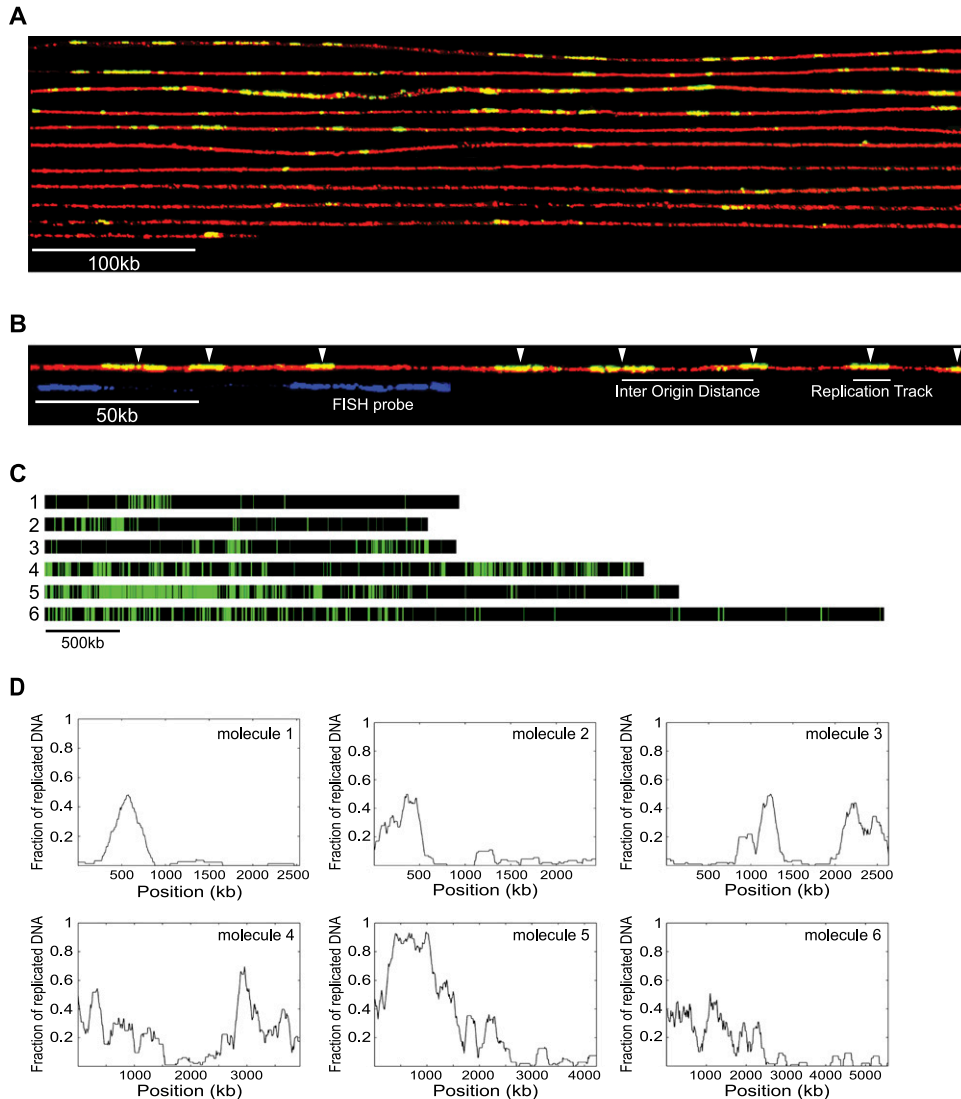 A
100kb
B
50kb
FISH probe
Inter Origin Distance
Replication Track
C
1
2
3
4
5
6
500kb
D
Fraction of replicated DNA
1
0.8
0.6
0.4
0.2
molecule 1
500 1000 1500 2000 2500
Position (kb)
Fraction of replicated DNA
1
0.8
0.6
0.4
0.2
molecule 2
500 1000 1500 2000
Position (kb)
Fraction of replicated DNA
1
0.8
0.6
0.4
0.2
molecule 3
500 1000 1500 2000 2500
Position (kb)
Fraction of replicated DNA
1
0.8
0.6
0.4
0.2
molecule 4
1000 2000 3000
Position (kb)
Fraction of replicated DNA
1
0.8
0.6
0.4
0.2
molecule 5
1000 2000 3000 4000
Position (kb)
Fraction of replicated DNA
1
0.8
0.6
0.4
0.2
molecule 6
1000 2000 3000 4000 5000
Position (kb)